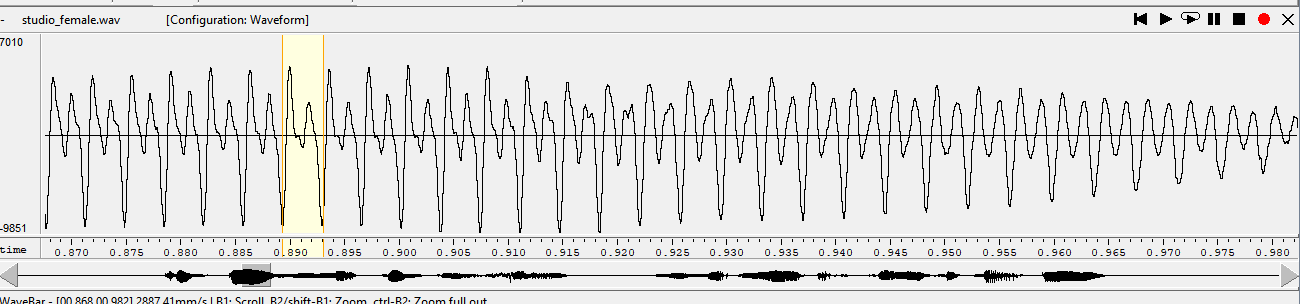 - studio_female.wav [Configuration: Waveform]
7010
-9851
time 0.870 0.875 0.880 0.885 0.890 0.895 0.900 0.905 0.910 0.915 0.920 0.925 0.930 0.935 0.940 0.945 0.950 0.955 0.960 0.965 0.970 0.975 0.980
WaveBar - [00.868 00.982] 2887.41mm/s | B1: Scroll, B2/shift-B1: Zoom, ctrl-B2: Zoom full out